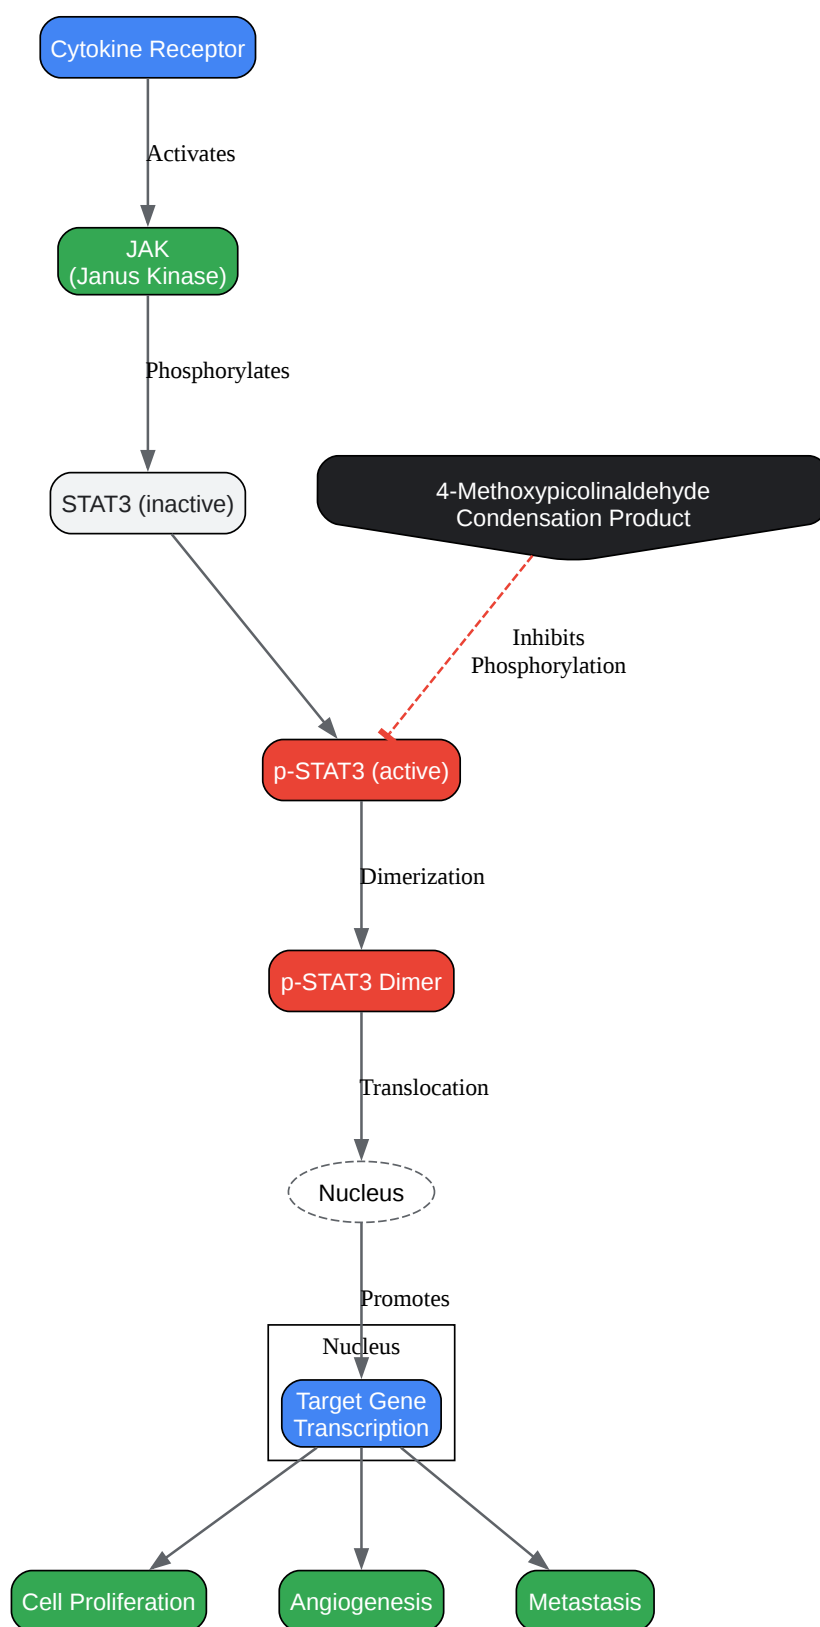 Cytokine Receptor
Activates
JAK
(Janus Kinase)
Phosphorylates
STAT3 (inactive)
4-Methoxypicolinaldehyde
Condensation Product
Inhibits
Phosphorylation
p-STAT3 (active)
Dimerization
p-STAT3 Dimer
Translocation
Nucleus
Promotes
Nucleus
Target Gene
Transcription
Cell Proliferation
Angiogenesis
Metastasis